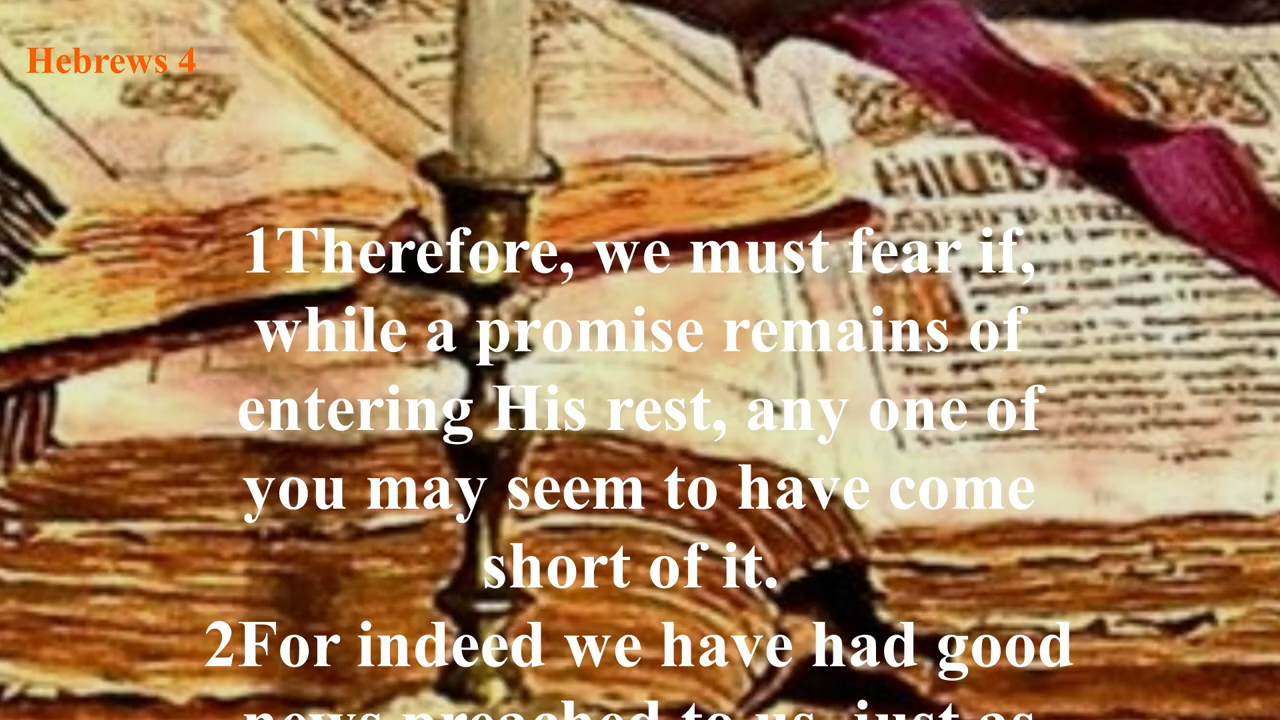 Hebrews 4
1Therefore, we must fear if,
while a promise remains of
entering His rest, any one of
you may seem to have come
short of it.
2For indeed we have had good
news preached to us, just as